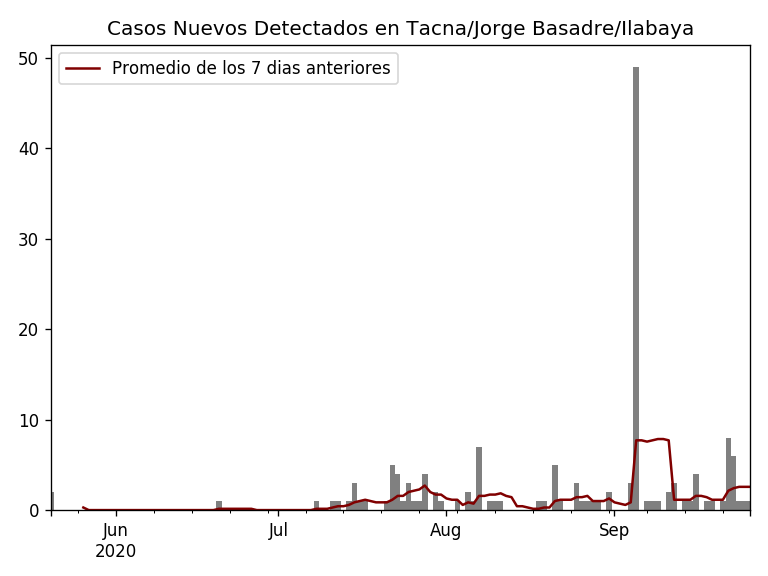 Casos Nuevos Detectados en Tacna/Jorge Basadre/Ilabaya
Promedio de los 7 dias anteriores
50
40
30
20
10
0
Jun
2020
Jul
Aug
Sep